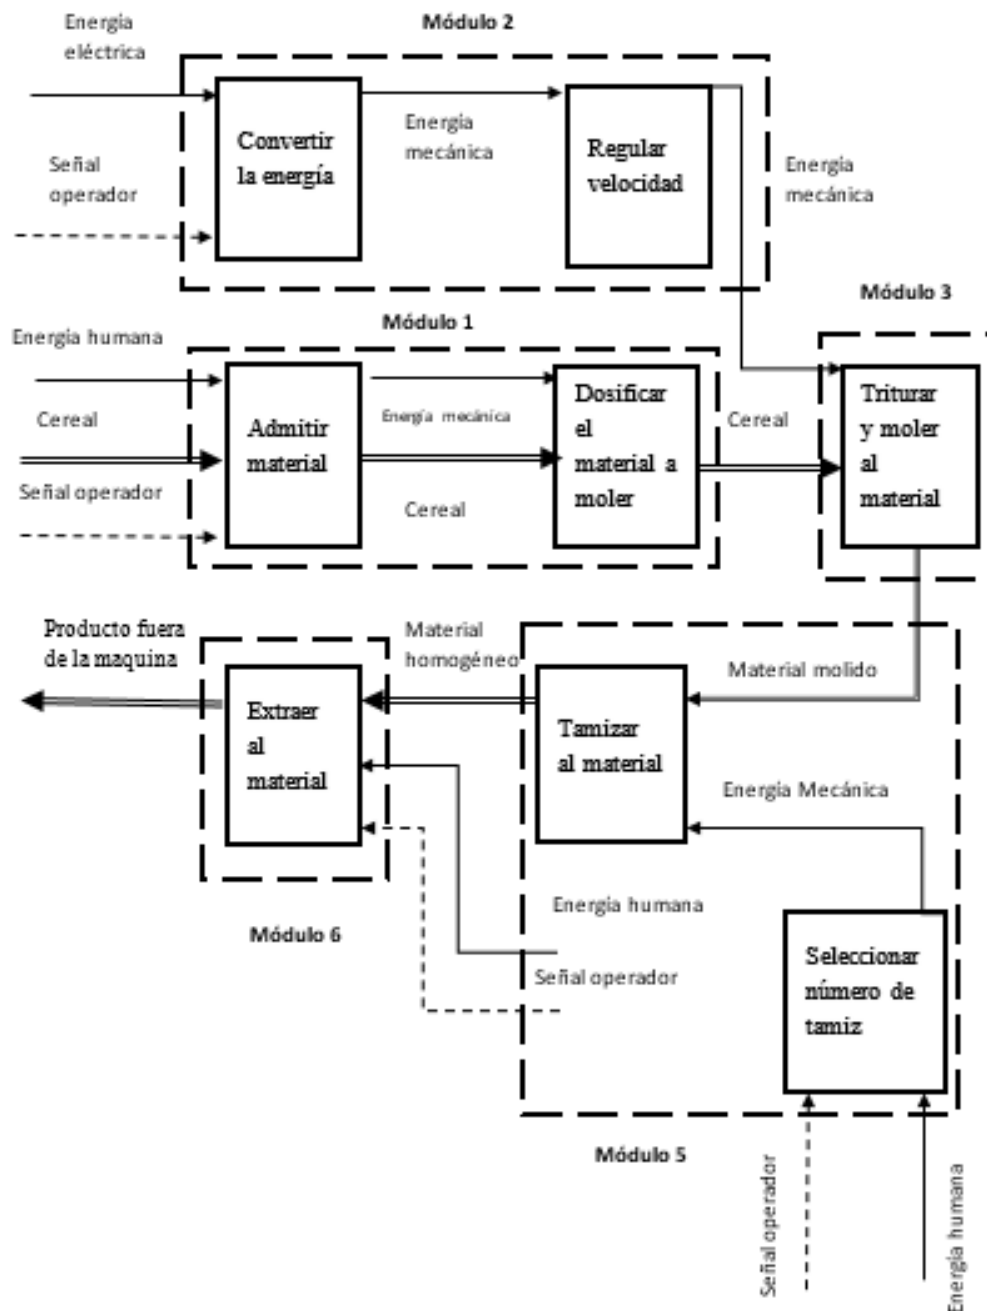 Energía
eléctrica
Módulo 2
Convertir
la energía
Energía
mecánica
Regular
velocidad
Señal
operador
Energía
mecánica
Módulo 3
Módulo 1
Energía humana
Cereal
Señal operador
Admitir
material
Energía mecánica
Cereal
Dosificar
el
material a
moler
Cereal
Triturar
y moler
al
material
Producto fuera
de la maquina
Material
homogéneo
Material molido
Extraer
al
material
Tamizar
al material
Energía Mecánica
Módulo 6
Energía humana
Señal operador
Seleccionar
número de
tamiz
Módulo 5
Señal operador
Energía humana